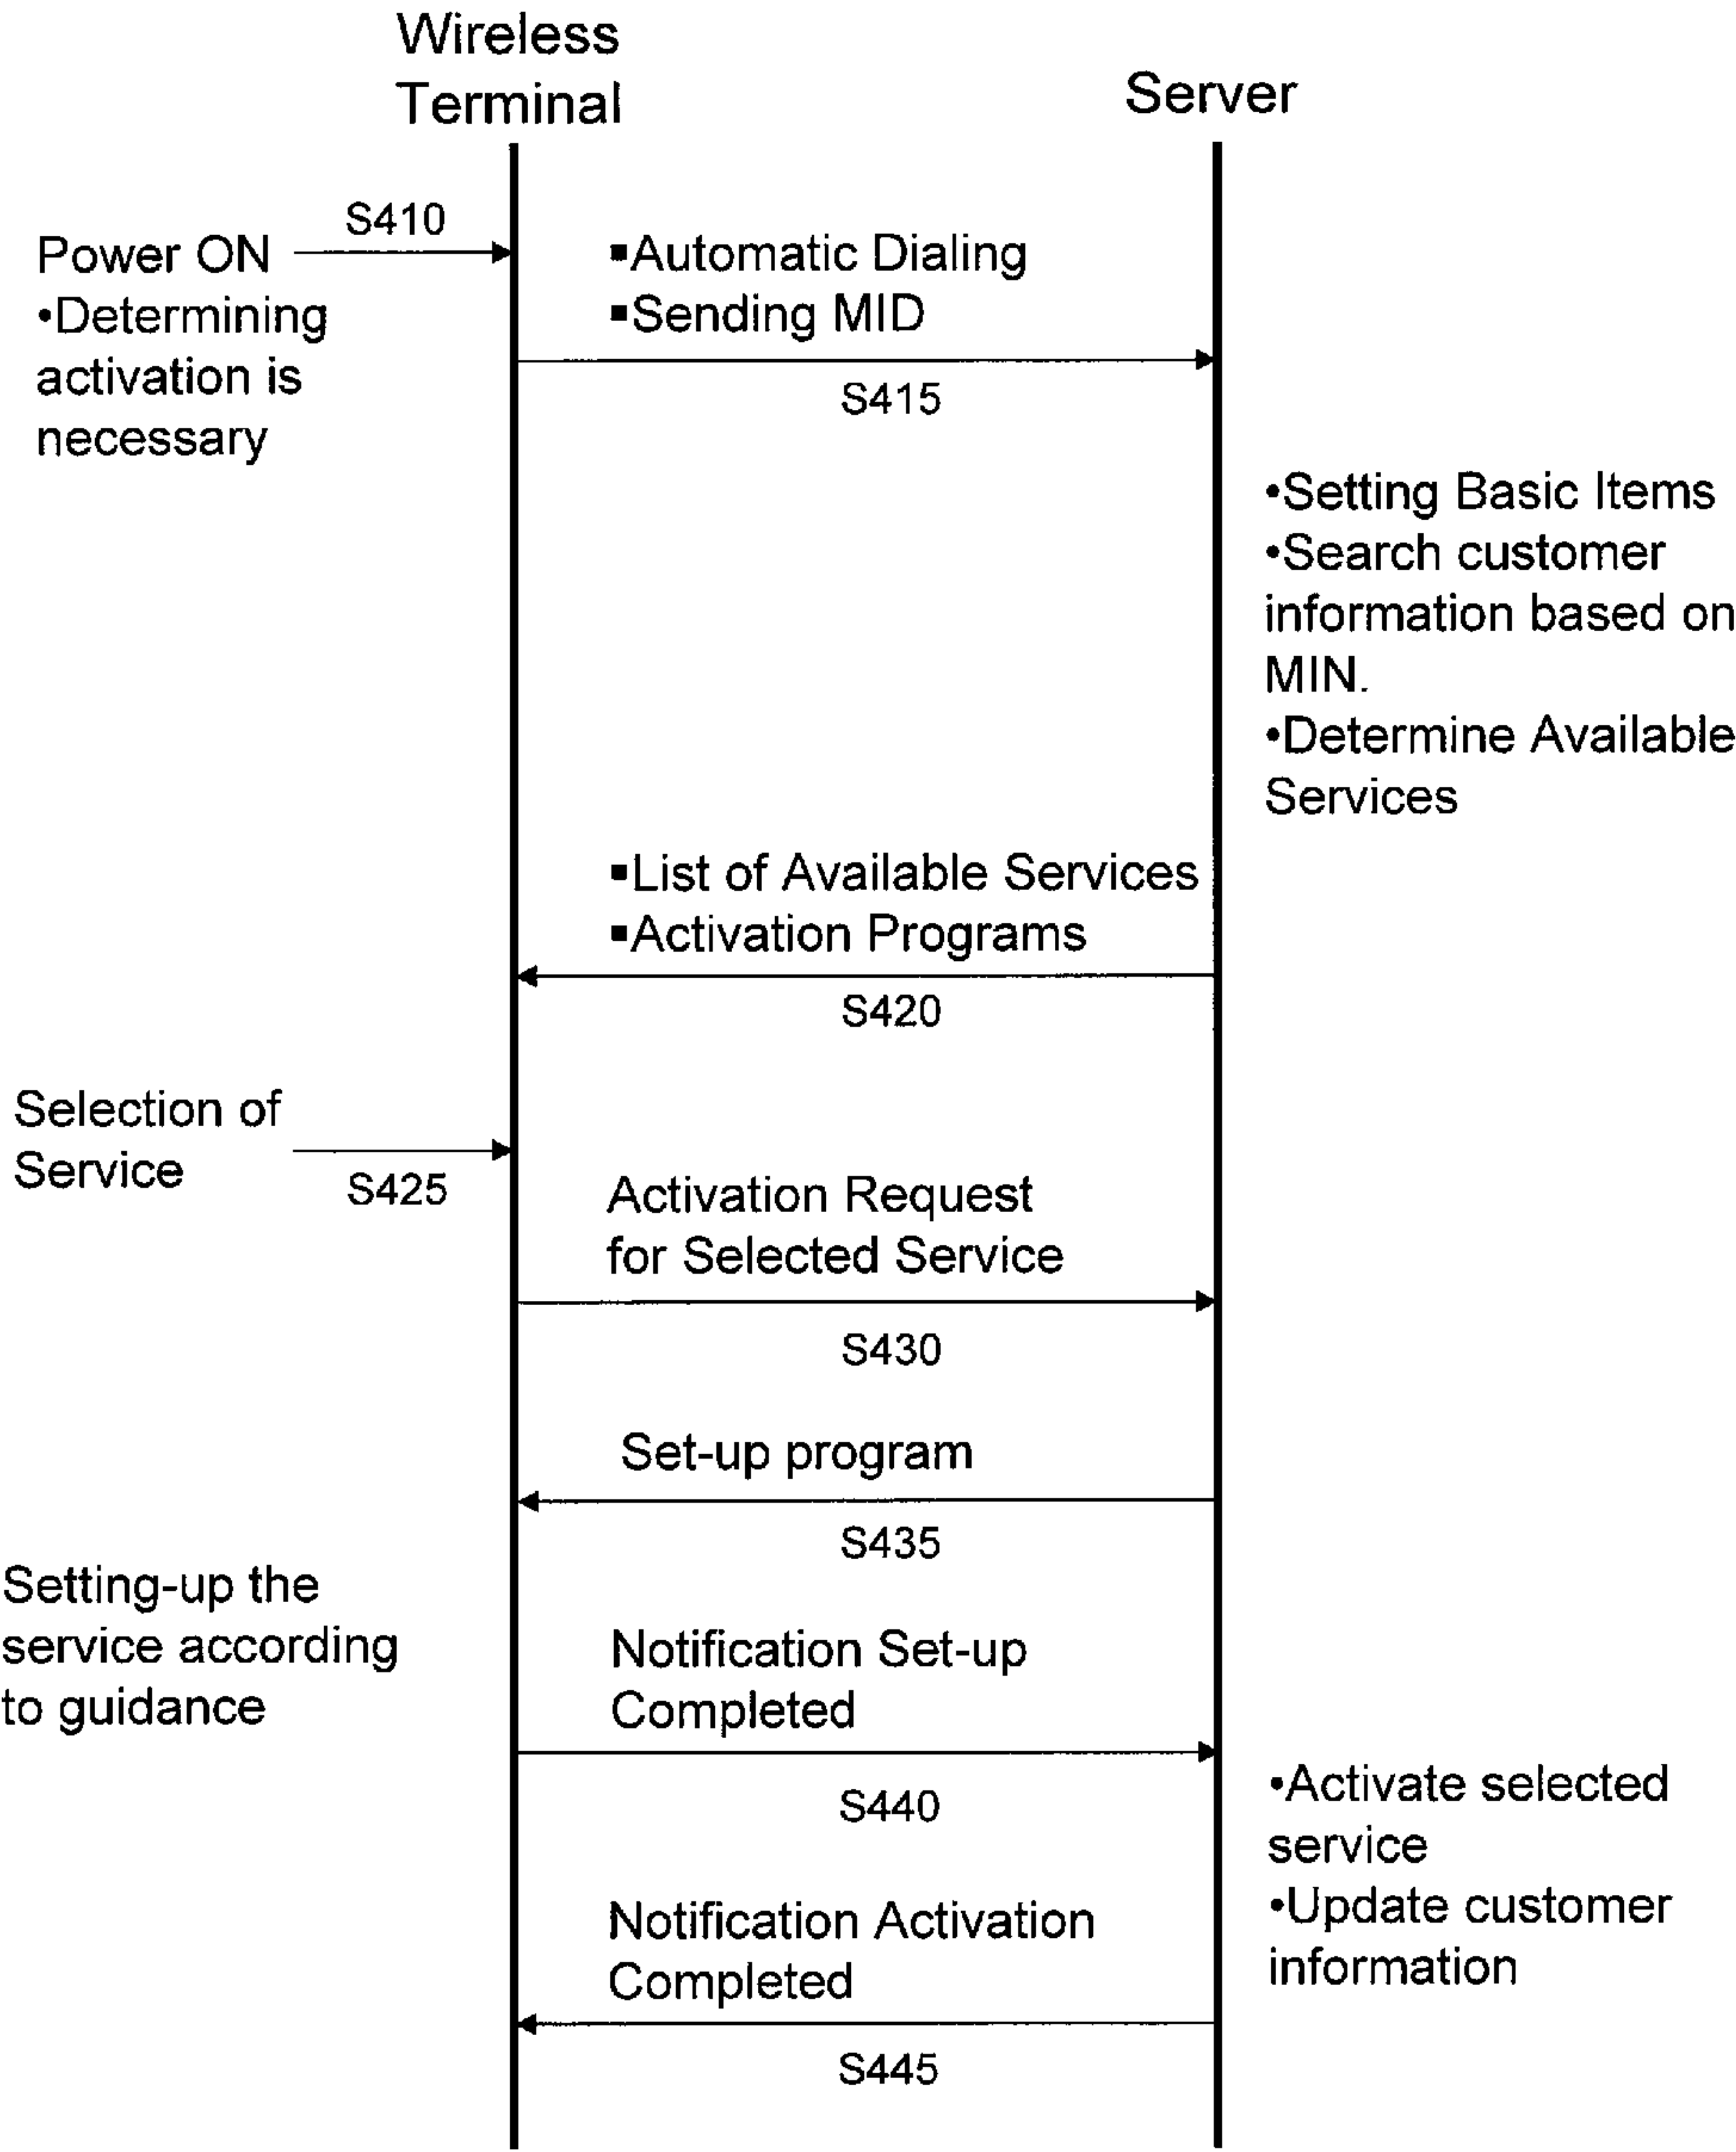 Wireless
Terminal
Server
S410
Power ON
•Determining
activation is
necessary
▪Automatic Dialing
▪Sending MID
S415
•Setting Basic Items
•Search customer
information based on
MIN.
•Determine Available
Services
▪List of Available Services
▪Activation Programs
S420
Selection of
Service
S425
Activation Request
for Selected Service
S430
Set-up program
S435
Setting-up the
service according
to guidance
Notification Set-up
Completed
S440
•Activate selected
service
•Update customer
information
Notification Activation
Completed
S445